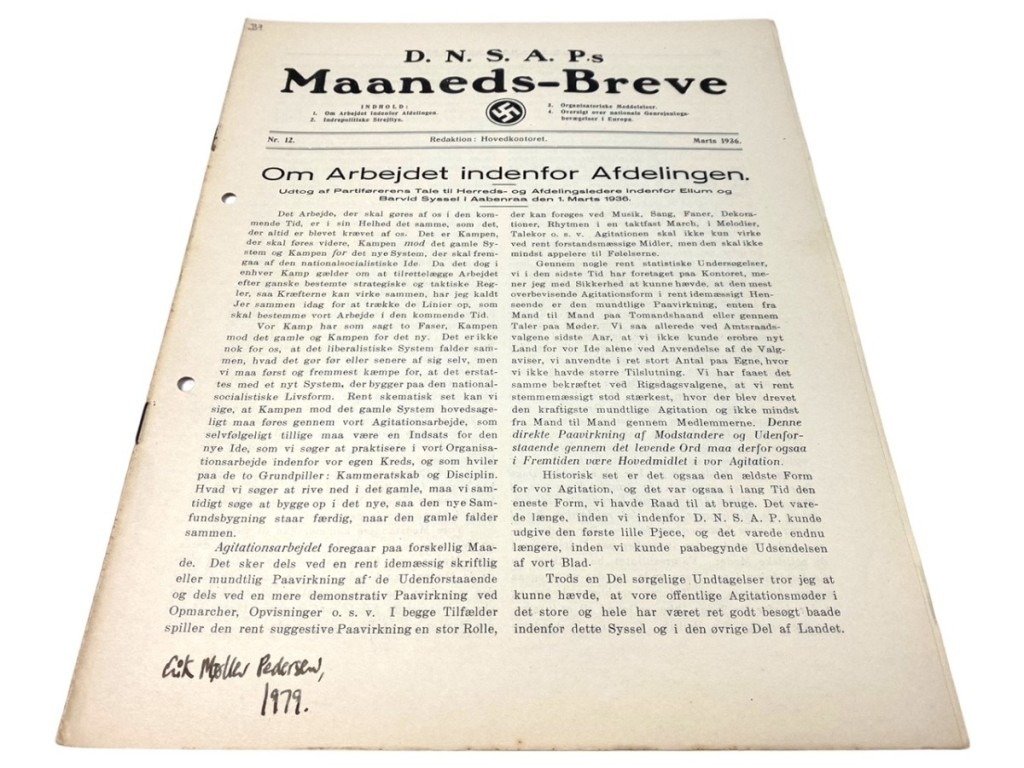 D. N. S. A. P.s
Maaneds-Breve
INDHOLD:
1. Om Arbejdet indenfor Afdelingen.
2. Indrepolitiske Strejflys.
3. Organisatoriske Meddelelser.
4. Oversigt over nationale Genrejsnings-
bevægelser i Europa.
Nr. 12. Redaktion: Hovedkontoret. Marts 1936.
Om Arbejdet indenfor Afdelingen.
Udtog af Partiførerens Tale til Herreds- og Afdelingsledere indenfor Ellum og
Barvid Syssel i Aabenraa den 1. Marts 1936.
Det Arbejde, der skal gøres af os i den kom-
mende Tid, er i sin Helhed det samme, som det,
der altid er blevet krævet af os. Det er Kampen,
der skal føres videre, Kampen mod det gamle Sy-
stem og Kampen for det nye System, der skal frem-
gaa af den nationalsocialistiske Ide. Da det dog i
enhver Kamp gælder om at tilrettelægge Arbejdet
efter ganske bestemte strategiske og taktiske Reg-
ler, saa Kræfterne kan virke sammen, har jeg kaldt
Jer sammen idag for at trække de Linier op, som
skal bestemme vort Arbejde i den kommende Tid.
Vor Kamp har som sagt to Faser, Kampen
mod det gamle og Kampen for det ny. Det er ikke
nok for os, at det liberalistiske System falder sam-
men, hvad det gør før eller senere af sig selv, men
vi maa først og fremmest kæmpe for, at det erstat-
tes med et nyt System, der bygger paa den national-
socialistiske Livsform. Rent skematisk set kan vi
sige, at Kampen mod det gamle System hovedsage-
ligt maa føres gennem vort Agitationsarbejde, som
selvfølgeligt tillige maa være en Indsats for den
nye Ide, som vi søger at praktisere i vort Organisa-
tionsarbejde indenfor vor egen Kreds, og som hviler
paa de to Grundpiller: Kammeratskab og Disciplin.
Hvad vi søger at rive ned i det gamle, maa vi sam-
tidigt søge at bygge op i det nye, saa den nye Sam-
fundsbygning staar færdig, naar den gamle falder
sammen.
Agitationsarbejdet foregaar paa forskellig Maa-
de. Det sker dels ved en rent idemæssig skriftlig
eller mundtlig Paavirkning af de Udenforstaaende
og dels ved en mere demonstrativ Paavirkning ved
Opmarcher, Opvisninger o. s. v. I begge Tilfælder
spiller den rent suggestive Paavirkning en stor Rolle,
der kan forøges ved Musik, Sang, Faner, Dekora-
tioner, Rhytmen i en taktfast March, i Melodier,
Talekor o. s. v. Agitationen skal ikke kun virke
ved rent forstandsmæssige Midler, men den skal ikke
mindst appelere til Følelserne.
Gennem nogle rent statistiske Undersøgelser,
vi i den sidste Tid har foretaget paa Kontoret, me-
ner jeg med Sikkerhed at kunne hævde, at den mest
overbevisende Agitationsform i rent idemæssigt Hen-
seende er den mundtlige Paavirkning, enten fra
Mand til Mand paa Tomandshaand eller gennem
Taler paa Møder. Vi saa allerede ved Amtsraads-
valgene sidste Aar, at vi ikke kunde erobre nyt
Land for vor Ide alene ved Anvendelse af de Valg-
aviser, vi anvendte i ret stort Antal paa Egne, hvor
vi ikke havde større Tilslutning. Vi har faaet det
samme bekræftet ved Rigsdagsvalgene, at vi rent
stemmemæssigt stod stærkest, hvor der blev drevet
den kraftigste mundtlige Agitation og ikke mindst
fra Mand til Mand gennem Medlemmerne. Denne
direkte Paavirkning af Modstandere og Udenfor-
staaende gennem det levende Ord maa derfor ogsaa
i Fremtiden være Hovedmidlet i vor Agitation.
Historisk set er det ogsaa den ældste Form
for vor Agitation, og det var ogsaa i lang Tid den
eneste Form, vi havde Raad til at bruge. Det vare-
de længe, inden vi indenfor D. N. S. A. P. kunde
udgive den første lille Pjece, og det varede endnu
længere, inden vi kunde paabegynde Udsendelsen
af vort Blad.
Trods en Del sørgelige Undtagelser tror jeg at
kunne hævde, at vore offentlige Agitationsmøder i
det store og hele har været ret godt besøgt baade
indenfor dette Syssel og i den øvrige Del af Landet.
Erik Møller Pedersen,
1979.